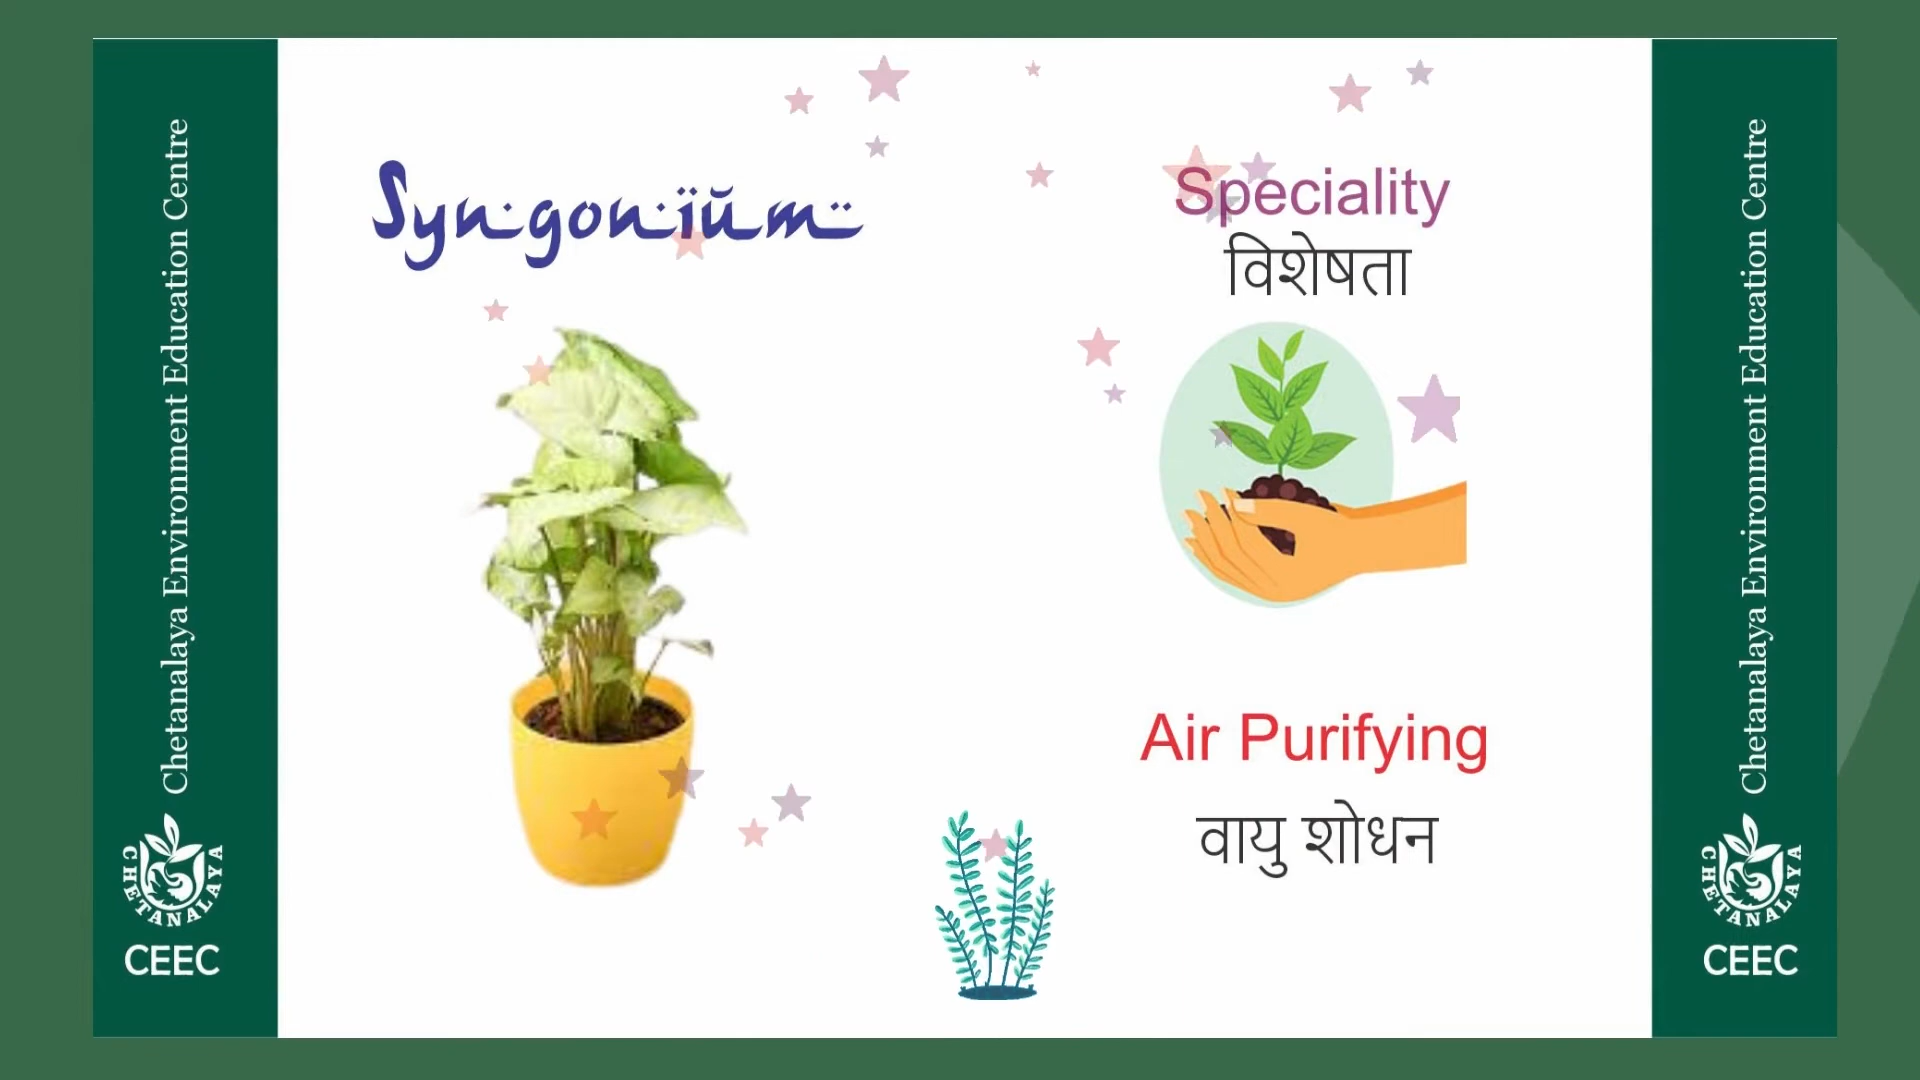 Chetanalaya Environment Education Centre
CHETANALAYA
CEEC
Syngonium
Speciality
विशेषता
Air Purifying
वायु शोधन
Chetanalaya Environment Education Centre
CHETANALAYA
CEEC